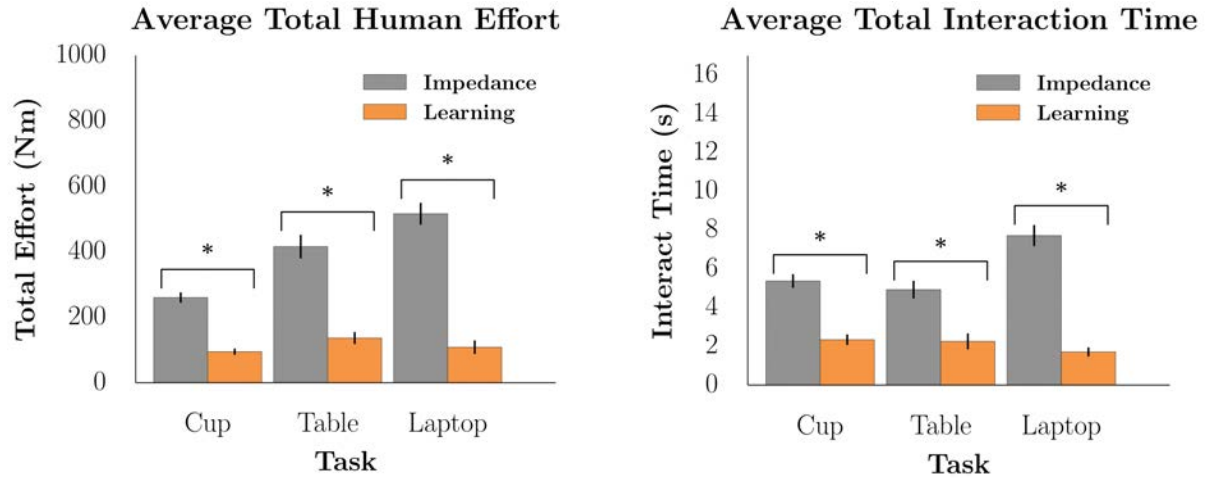 Average Total Human Effort
Total Effort (Nm)
1000
800
600
400
200
0
Impedance
Learning
*
*
*
Cup
Table
Laptop
Task
Average Total Interaction Time
Interact Time (s)
16
14
12
10
8
6
4
2
0
Impedance
Learning
*
*
*
Cup
Table
Laptop
Task